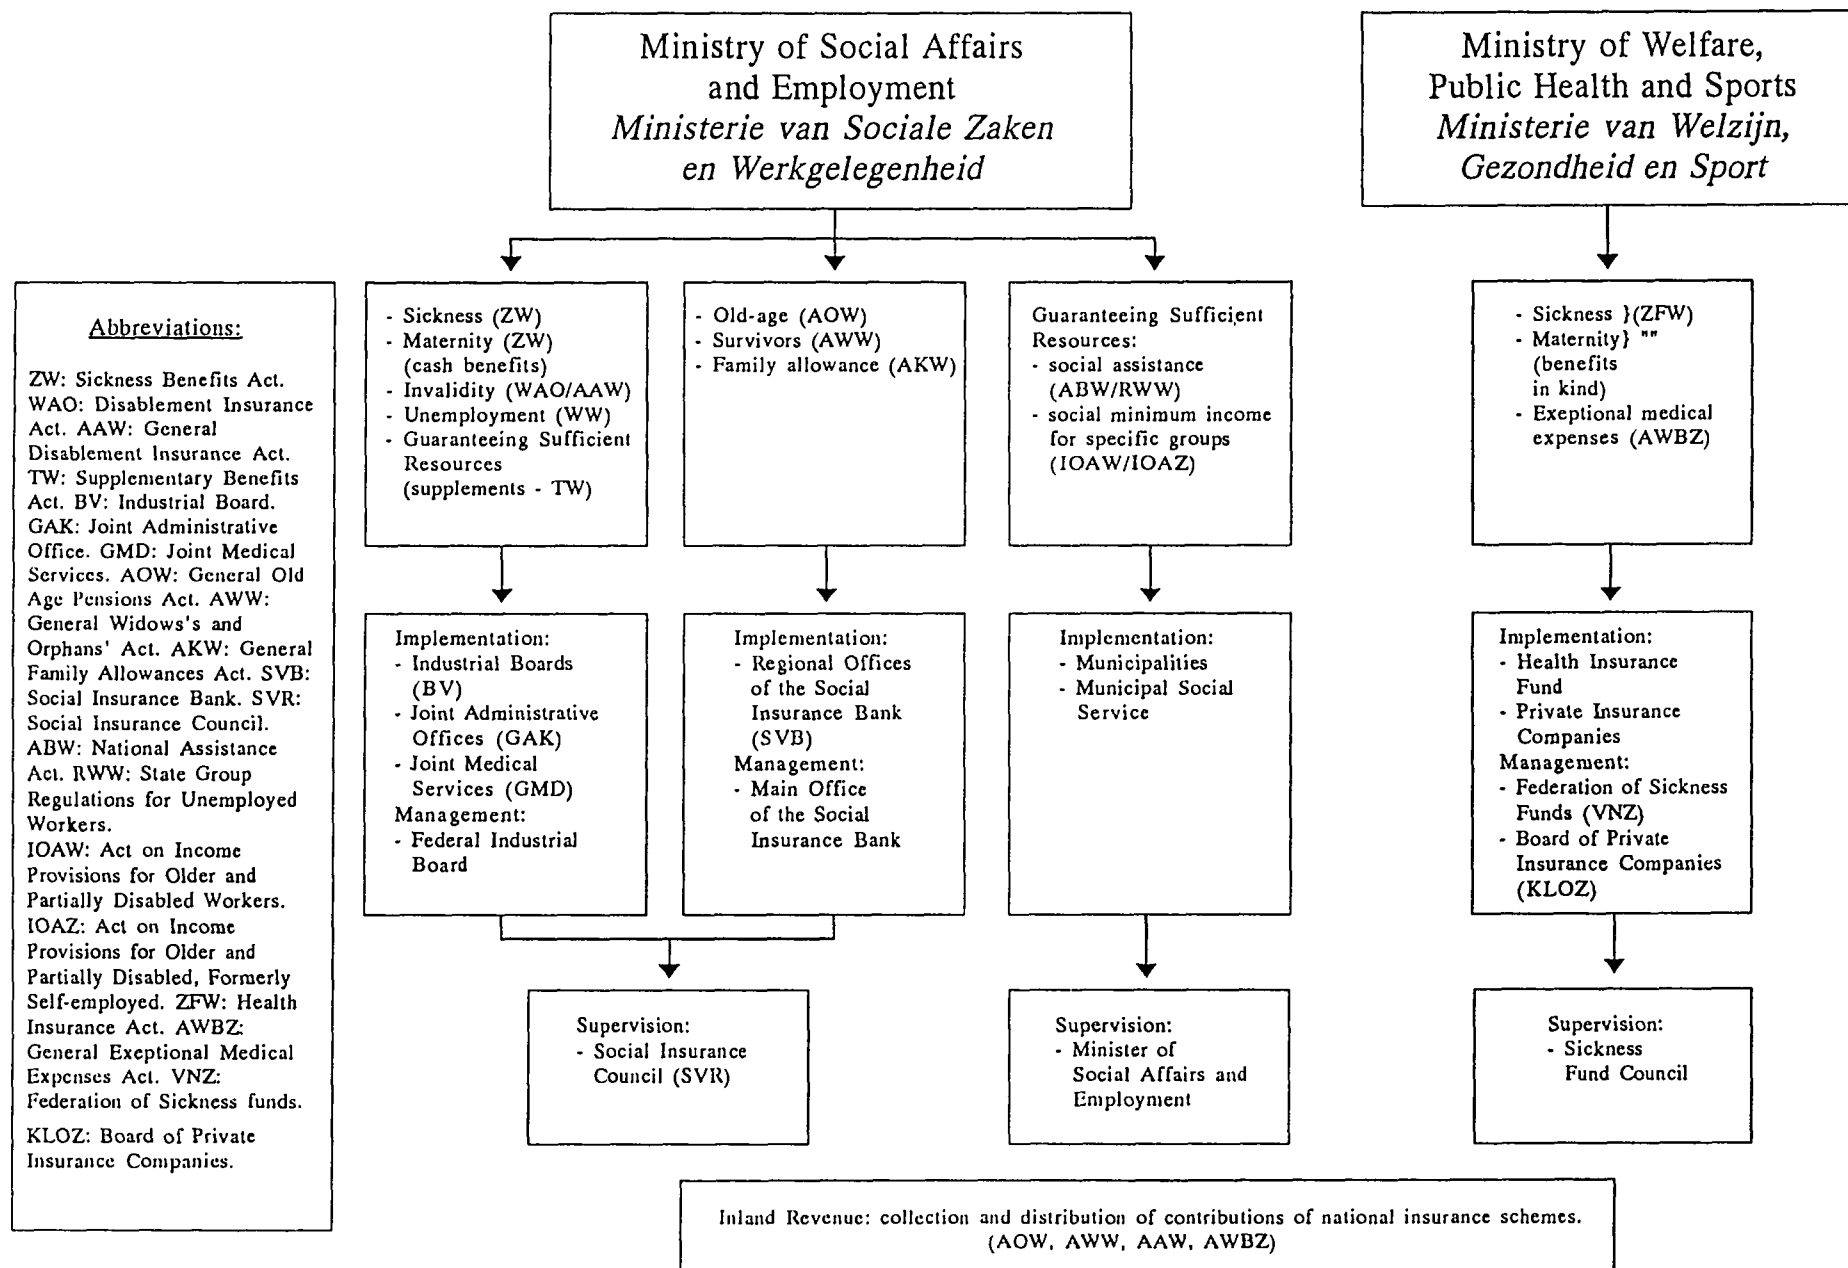 Ministry of Social Affairs
and Employment
Ministerie van Sociale Zaken
en Werkgelegenheid
Ministry of Welfare,
Public Health and Sports
Ministerie van Welzijn,
Gezondheid en Sport
Abbreviations:
ZW: Sickness Benefits Act.
WAO: Disablement Insurance
Act. AAW: General
Disablement Insurance Act.
TW: Supplementary Benefits
Act. BV: Industrial Board.
GAK: Joint Administrative
Office. GMD: Joint Medical
Services. AOW: General Old
Age Pensions Act. AWW:
General Widows's and
Orphans' Act. AKW: General
Family Allowances Act. SVB:
Social Insurance Bank. SVR:
Social Insurance Council.
ABW: National Assistance
Act. RWW: State Group
Regulations for Unemployed
Workers.
IOAW: Act on Income
Provisions for Older and
Partially Disabled Workers.
IOAZ: Act on Income
Provisions for Older and
Partially Disabled, Formerly
Self-employed. ZFW: Health
Insurance Act. AWBZ:
General Exeptional Medical
Expenses Act. VNZ:
Federation of Sickness funds.
KLOZ: Board of Private
Insurance Companies.
- Sickness (ZW)
- Maternity (ZW)
(cash benefits)
- Invalidity (WAO/AAW)
- Unemployment (WW)
- Guaranteeing Sufficient
Resources
(supplements - TW)
- Old-age (AOW)
- Survivors (AWW)
- Family allowance (AKW)
Guaranteeing Sufficient
Resources:
- social assistance
(ABW/RWW)
- social minimum income
for specific groups
(IOAW/IOAZ)
- Sickness }(ZFW)
- Maternity} ""
(benefits
in kind)
- Exeptional medical
expenses (AWBZ)
Implementation:
- Industrial Boards
(BV)
- Joint Administrative
Offices (GAK)
- Joint Medical
Services (GMD)
Management:
- Federal Industrial
Board
Implementation:
- Regional Offices
of the Social
Insurance Bank
(SVB)
Management:
- Main Office
of the Social
Insurance Bank
Implementation:
- Municipalities
- Municipal Social
Service
Implementation:
- Health Insurance
Fund
- Private Insurance
Companies
Management:
- Federation of Sickness
Funds (VNZ)
- Board of Private
Insurance Companies
(KLOZ)
Supervision:
- Social Insurance
Council (SVR)
Supervision:
- Minister of
Social Affairs and
Employment
Supervision:
- Sickness
Fund Council
Inland Revenue: collection and distribution of contributions of national insurance schemes.
(AOW, AWW, AAW, AWBZ)